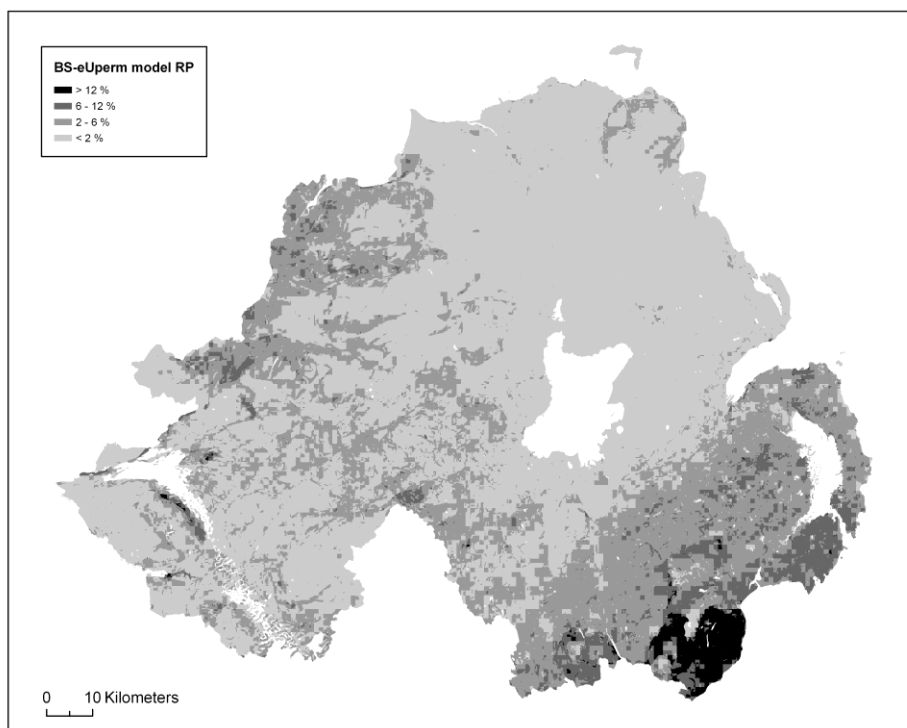 BS-eUperm model RP
> 12 %
6 - 12 %
2 - 6 %
< 2 %
0 10 Kilometers